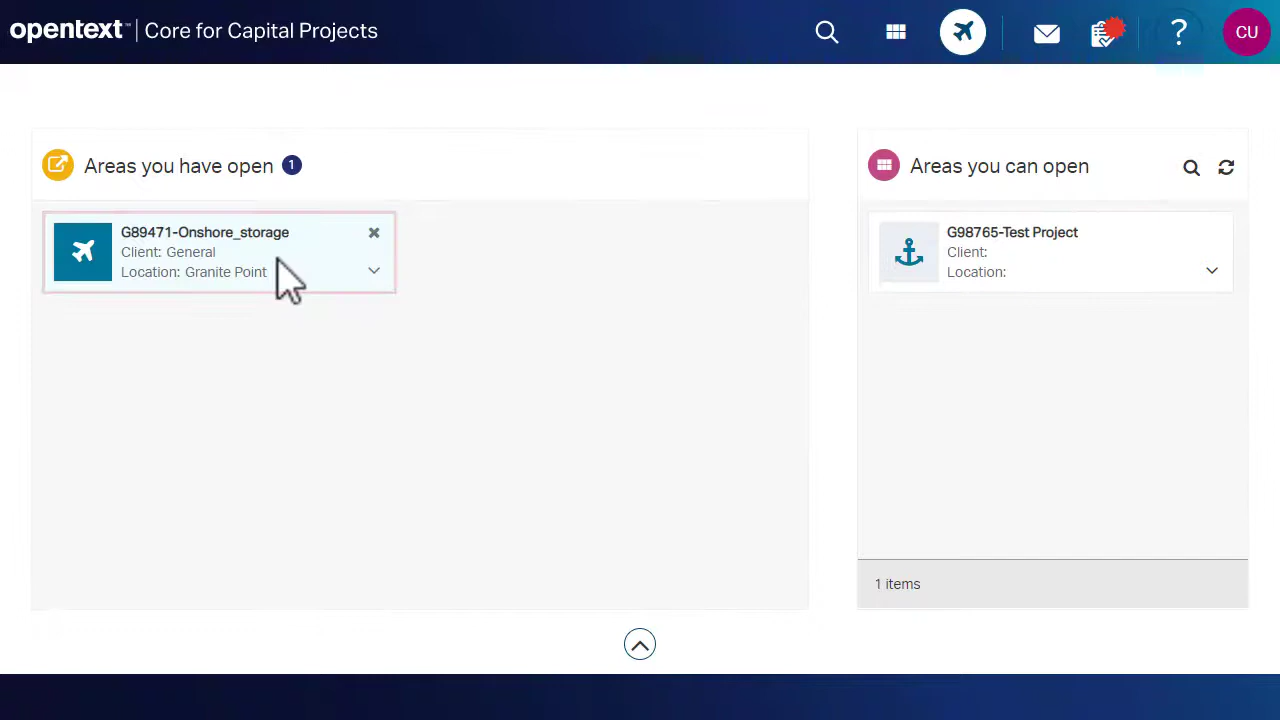 opentext™ | Core for Capital Projects
?
CU
Areas you have open 1
G89471-Onshore_storage
Client: General
Location: Granite Point
Areas you can open
G98765-Test Project
Client:
Location:
1 items